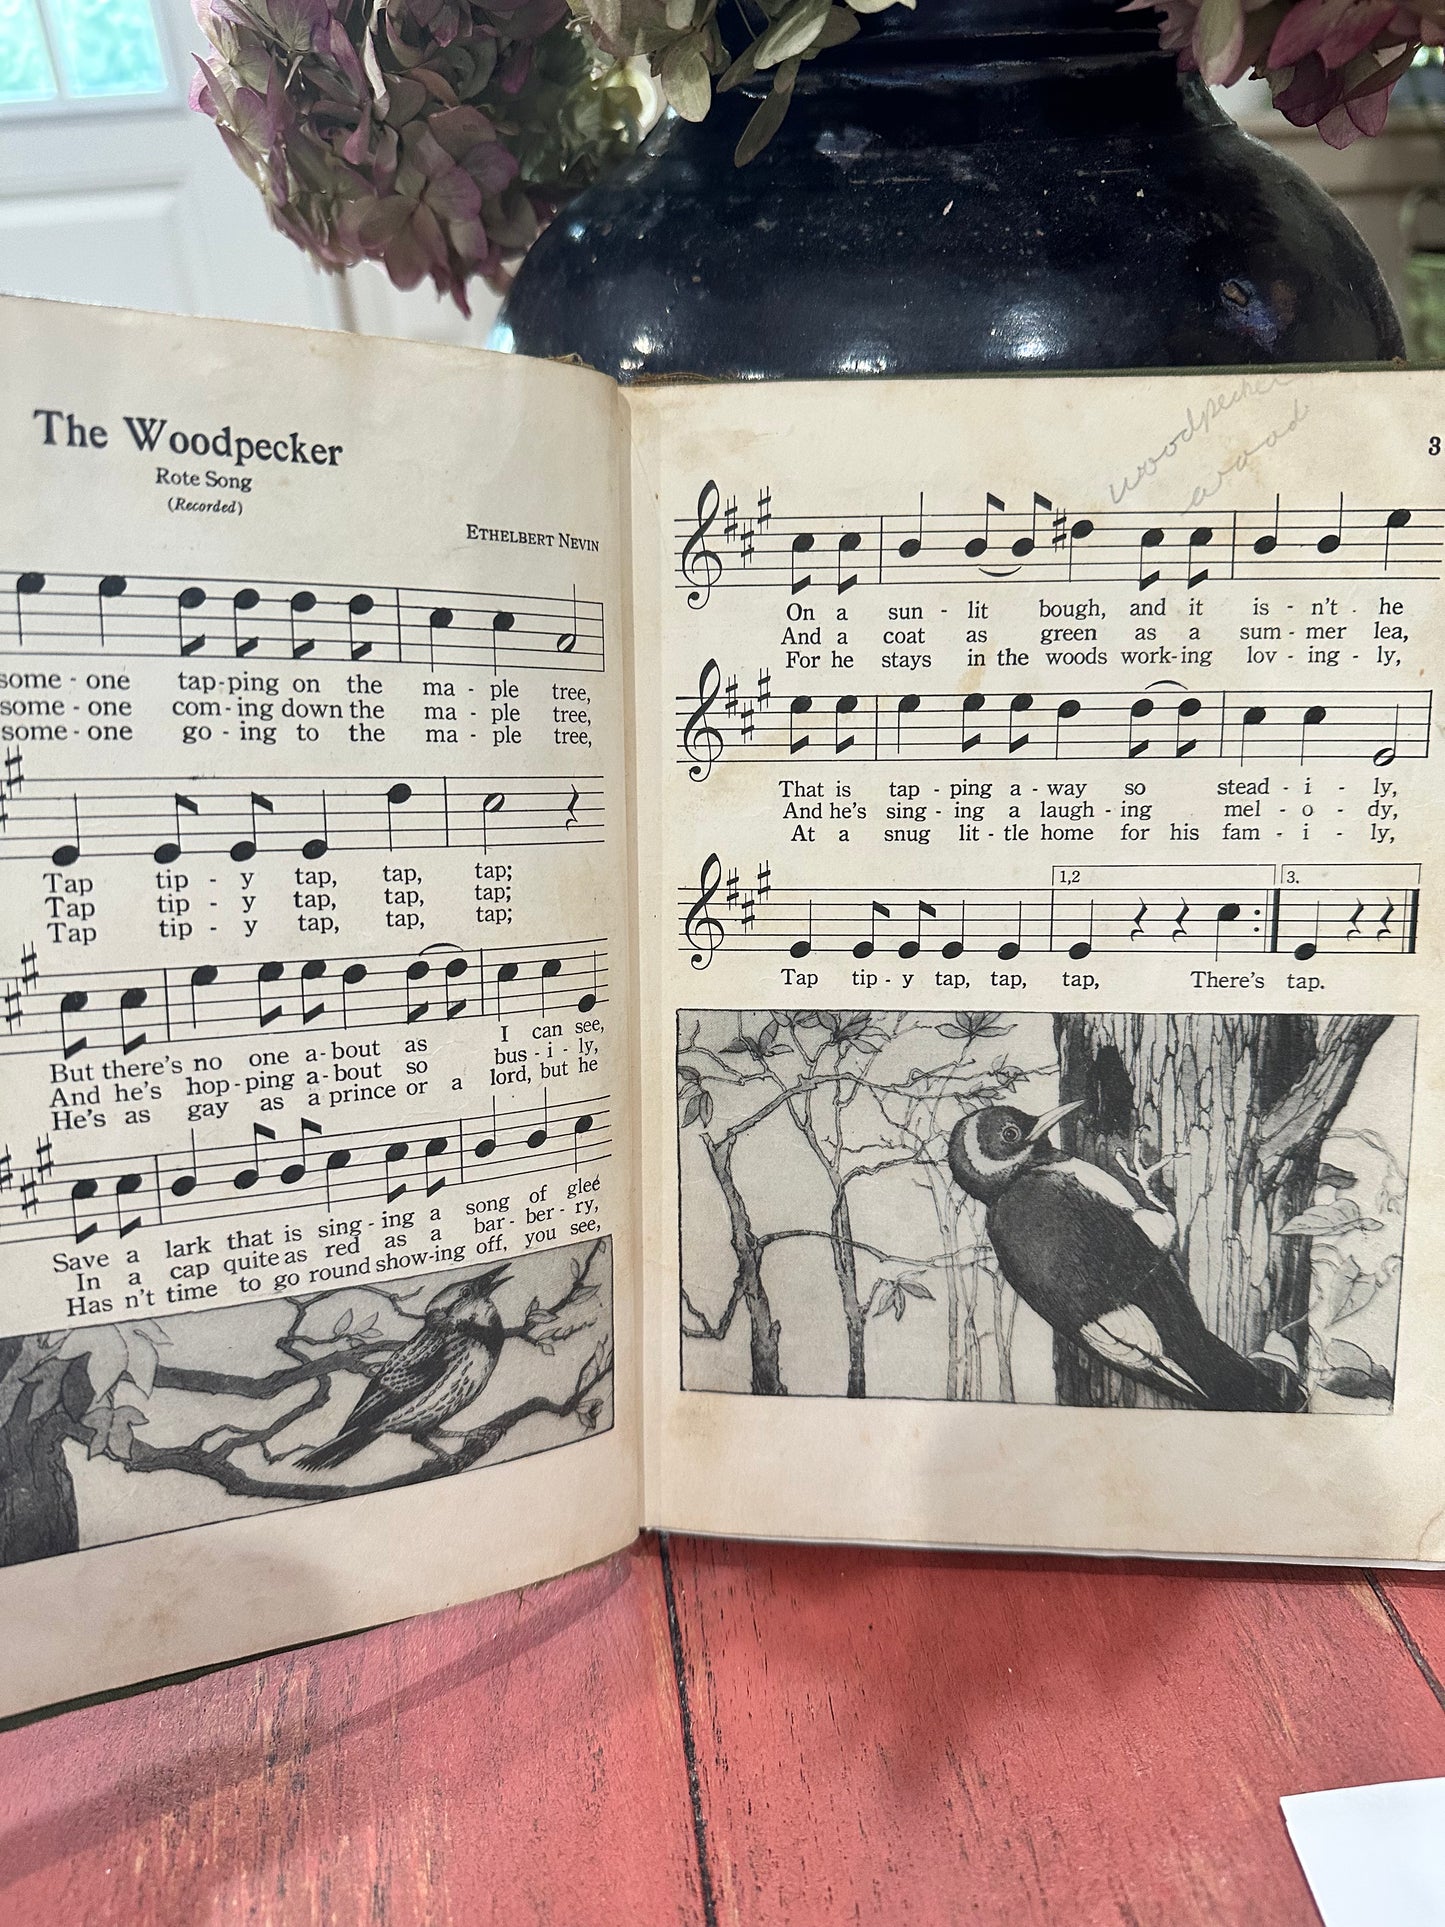 The Woodpecker
Rote Song
(Recorded)
ETHELBERT NEVIN
some - one tap-ping on the ma - ple tree,
some - one com-ing down the ma - ple tree,
some - one go - ing to the ma - ple tree,
Tap tip - y tap, tap, tap;
Tap tip - y tap, tap, tap;
Tap tip - y tap, tap, tap;
But there's no one a-bout as I can see,
And he's hop-ping a-bout so bus - i - ly,
He's as gay as a prince or a lord, but he
Save a lark that is sing-ing a song of glee
In a cap quite as red as a bar-ber-ry,
Has n't time to go round show-ing off, you see,
woodpecker
wood
3
On a sun - lit bough, and it is - n't he
And a coat as green as a sum - mer lea,
For he stays in the woods work-ing lov - ing - ly,
That is tap - ping a - way so stead - i - ly,
And he's sing - ing a laugh - ing mel - o - dy,
At a snug lit - tle home for his fam - i - ly,
1,2 3.
Tap tip - y tap, tap, tap, There's tap.